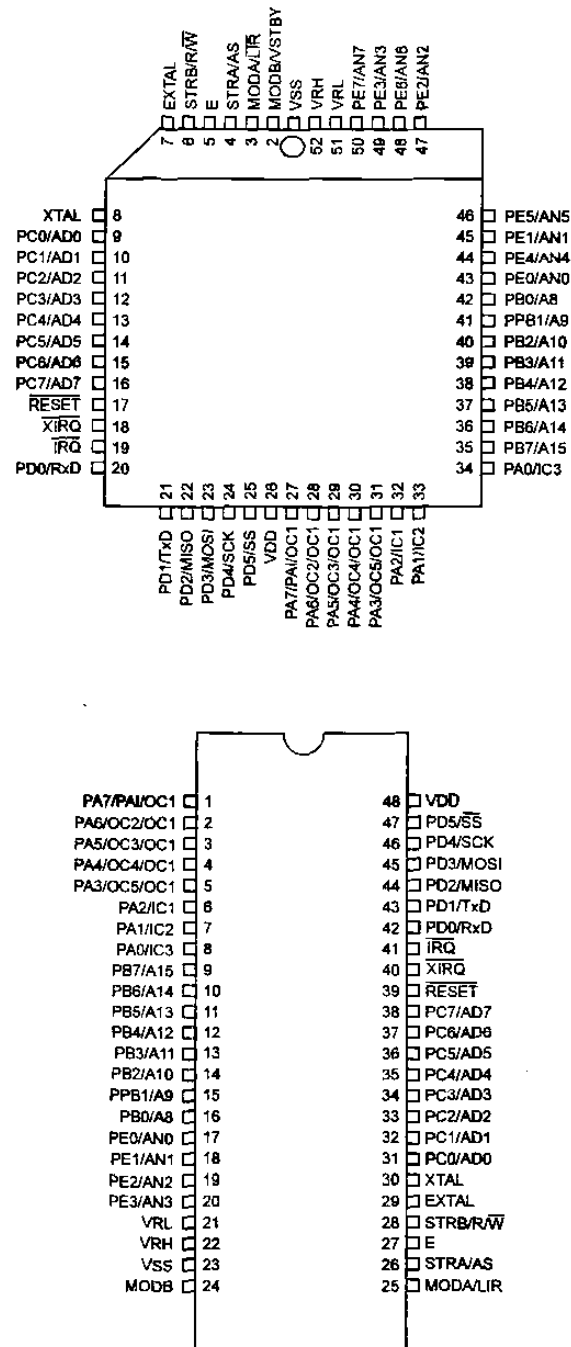 EXTAL
STRB/R/W
E
STRA/AS
MODA/LIR
MODB/VSTBY
VSS
VRH
VRL
PE7/AN7
PE3/AN3
PE6/AN6
PE2/AN2
7 6 5 4 3 2 52 51 50 49 48 47
XTAL 8 46 PE5/AN5
PC0/AD0 9 45 PE1/AN1
PC1/AD1 10 44 PE4/AN4
PC2/AD2 11 43 PE0/AN0
PC3/AD3 12 42 PB0/A8
PC4/AD4 13 41 PPB1/A9
PC5/AD5 14 40 PB2/A10
PC6/AD6 15 39 PB3/A11
PC7/AD7 16 38 PB4/A12
RESET 17 37 PB5/A13
XIRQ 18 36 PB6/A14
IRQ 19 35 PB7/A15
PD0/RxD 20 34 PA0/IC3
21 22 23 24 25 26 27 28 29 30 31 32 33
PD1/TxD
PD2/MISO
PD3/MOSI
PD4/SCK
PD5/SS
VDD
PA7/PAI/OC1
PA6/OC2/OC1
PA5/OC3/OC1
PA4/OC4/OC1
PA3/OC5/OC1
PA2/IC1
PA1/IC2
PA7/PAI/OC1 1 48 VDD
PA6/OC2/OC1 2 47 PD5/SS
PA5/OC3/OC1 3 46 PD4/SCK
PA4/OC4/OC1 4 45 PD3/MOSI
PA3/OC5/OC1 5 44 PD2/MISO
PA2/IC1 6 43 PD1/TxD
PA1/IC2 7 42 PD0/RxD
PA0/IC3 8 41 IRQ
PB7/A15 9 40 XIRQ
PB6/A14 10 39 RESET
PB5/A13 11 38 PC7/AD7
PB4/A12 12 37 PC6/AD6
PB3/A11 13 36 PC5/AD5
PB2/A10 14 35 PC4/AD4
PPB1/A9 15 34 PC3/AD3
PB0/A8 16 33 PC2/AD2
PE0/AN0 17 32 PC1/AD1
PE1/AN1 18 31 PC0/AD0
PE2/AN2 19 30 XTAL
PE3/AN3 20 29 EXTAL
VRL 21 28 STRB/R/W
VRH 22 27 E
VSS 23 26 STRA/AS
MODB 24 25 MODA/LIR